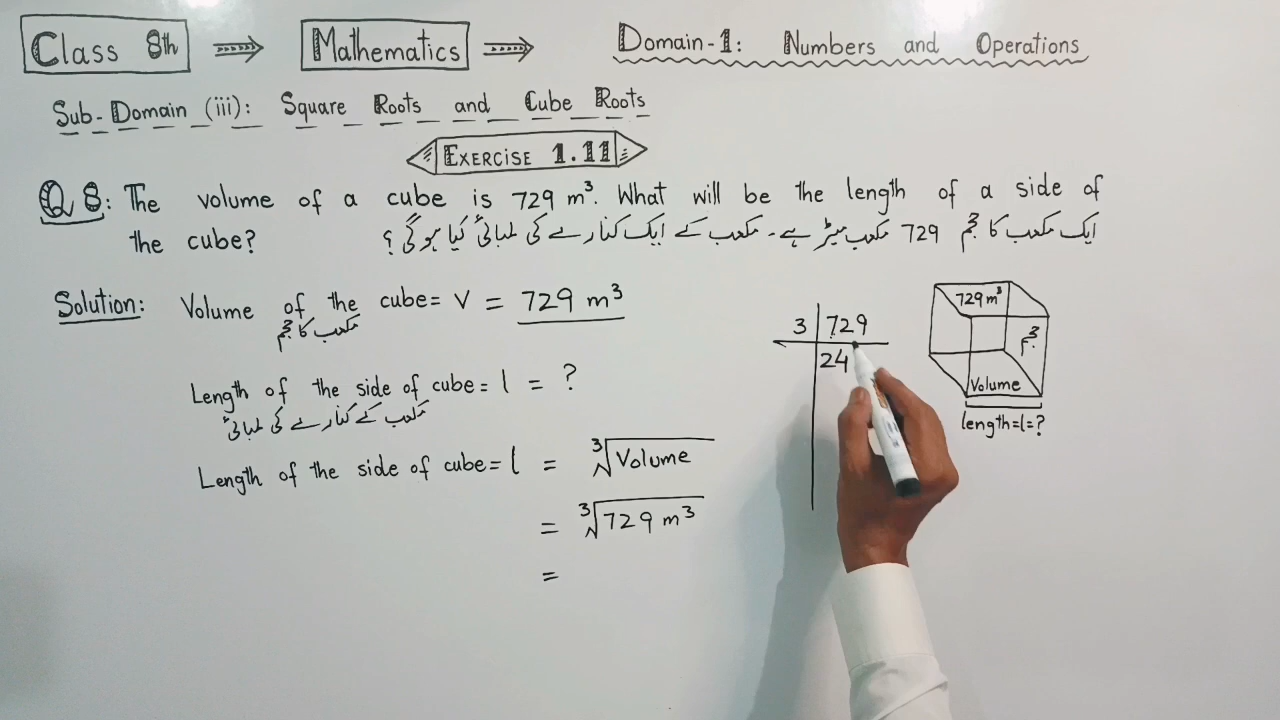 Class 8th ⇒ Mathematics ⇒ Domain-1: Numbers and Operations
Sub-Domain (iii): Square Roots and Cube Roots
Exercise 1.11
Q 8: The volume of a cube is 729 m³. What will be the length of a side of
the cube? ایک مکعب کا حجم 729 مکعب میٹر ہے۔ مکعب کے ایک کنارے کی لمبائی کیا ہوگی؟
Solution: Volume of the cube = V = 729 m³
مکعب کا حجم
Length of the side of cube = l = ?
مکعب کے کنارے کی لمبائی
Length of the side of cube = l = ∛Volume
= ∛729 m³
=
3 | 729
24
729 m³
حجم
Volume
length=l=?